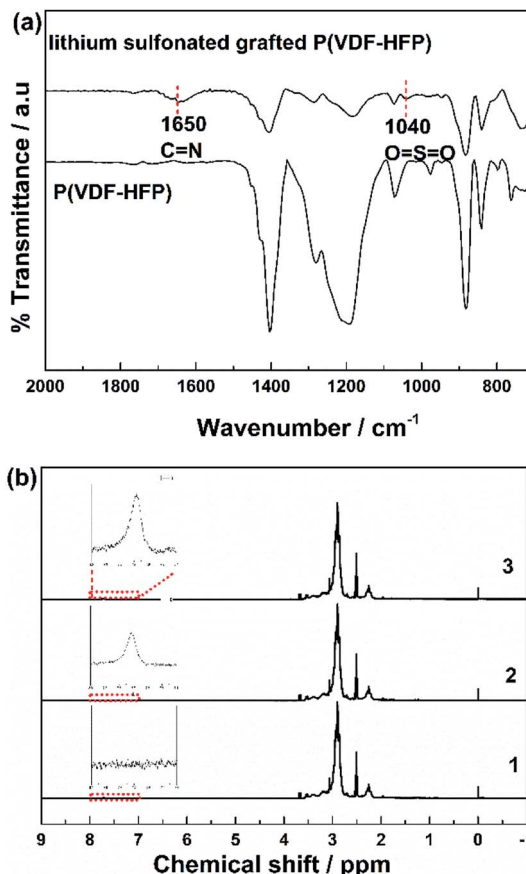 (a)
lithium sulfonated grafted P(VDF-HFP)
1650
C=N
1040
O=S=O
P(VDF-HFP)
% Transmittance / a.u
2000 1800 1600 1400 1200 1000 800
Wavenumber / cm⁻¹
(b)
3
2
1
9 8 7 6 5 4 3 2 1 0 -
Chemical shift / ppm